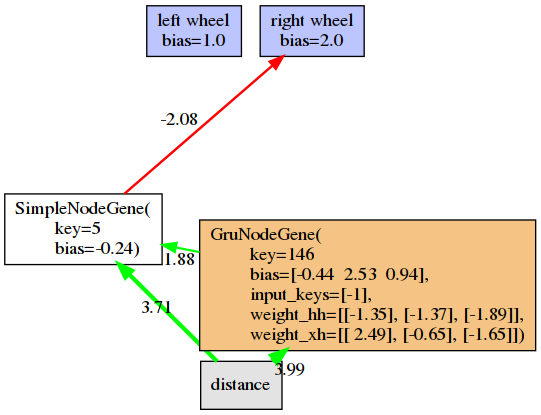 left wheel
bias=1.0
right wheel
bias=2.0
-2.08
SimpleNodeGene(
key=5
bias=-0.24)
1.88
GruNodeGene(
key=146
bias=[-0.44  2.53  0.94],
input_keys=[-1],
weight_hh=[[-1.35], [-1.37], [-1.89]],
weight_xh=[[ 2.49], [-0.65], [-1.65]])
3.71
3.99
distance